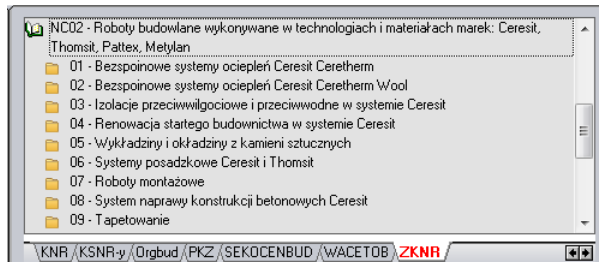 NC02 - Roboty budowlane wykonywane w technologiach i materiałach marek: Ceresit,
Thomsit, Pattex, Metylan
01 - Bezspoinowe systemy ociepleń Ceresit Ceretherm
02 - Bezspoinowe systemy ociepleń Ceresit Ceretherm Wool
03 - Izolacje przeciwwilgociowe i przeciwwodne w systemie Ceresit
04 - Renowacja startego budownictwa w systemie Ceresit
05 - Wykładziny i okładziny z kamieni sztucznych
06 - Systemy posadzkowe Ceresit i Thomsit
07 - Roboty montażowe
08 - System naprawy konstrukcji betonowych Ceresit
09 - Tapetowanie
KNR KSNR-y Orgbud PKZ SEKOCENBUD WACETOB ZKNR